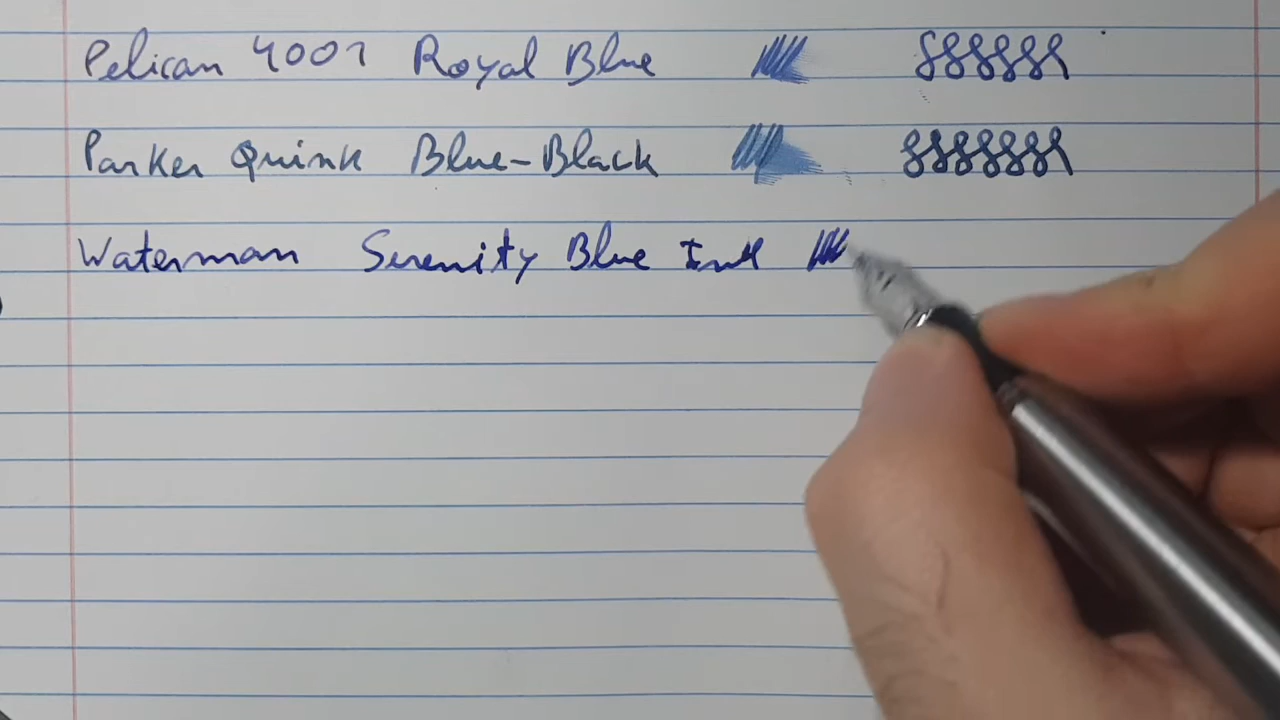 Pelican 4001 Royal Blue
Parker Quink Blue-Black
Waterman Serenity Blue Ink